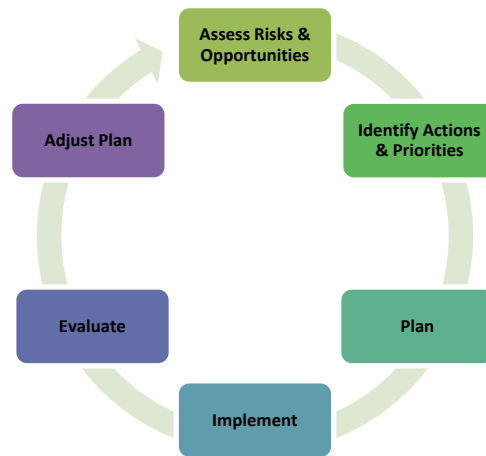 Assess Risks &
Opportunities
Identify Actions
& Priorities
Plan
Implement
Evaluate
Adjust Plan